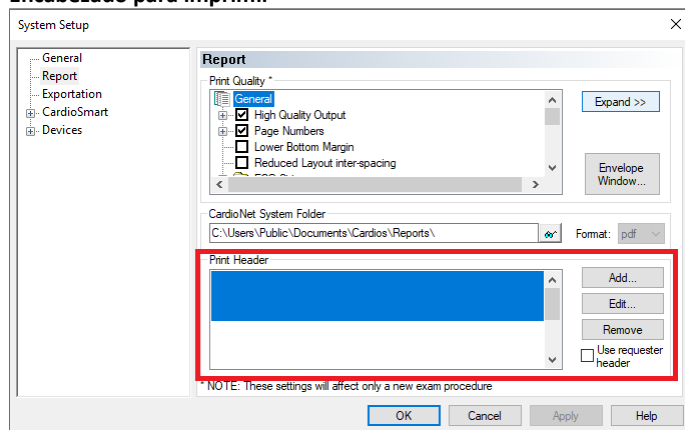 Encabezado para imprimir
System Setup
General
Report
Exportation
CardioSmart
Devices
Report
Print Quality *
General
High Quality Output
Page Numbers
Lower Bottom Margin
Reduced Layout inter-spacing
Expand >>
Envelope
Window...
CardioNet System Folder
C:\Users\Public\Documents\Cardios\Reports\
Format: pdf
Print Header
Add...
Edit...
Remove
Use requester
header
* NOTE: These settings will affect only a new exam procedure
OK Cancel Apply Help